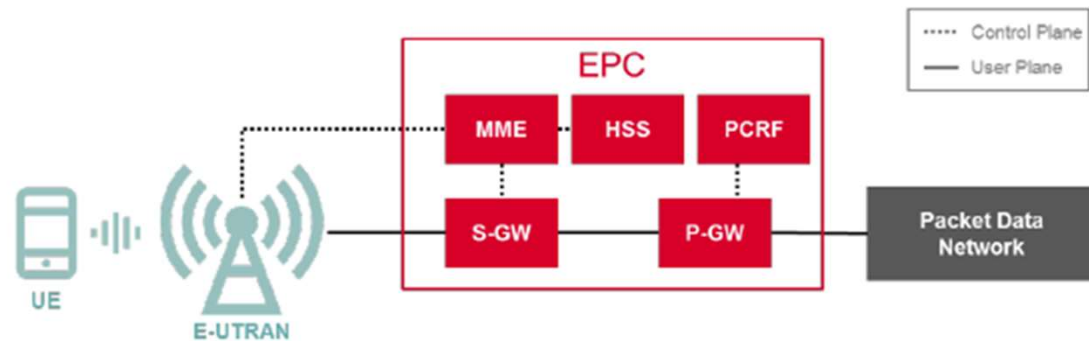 Control Plane
User Plane
EPC
MME
HSS
PCRF
S-GW
P-GW
Packet Data
Network
UE
E-UTRAN